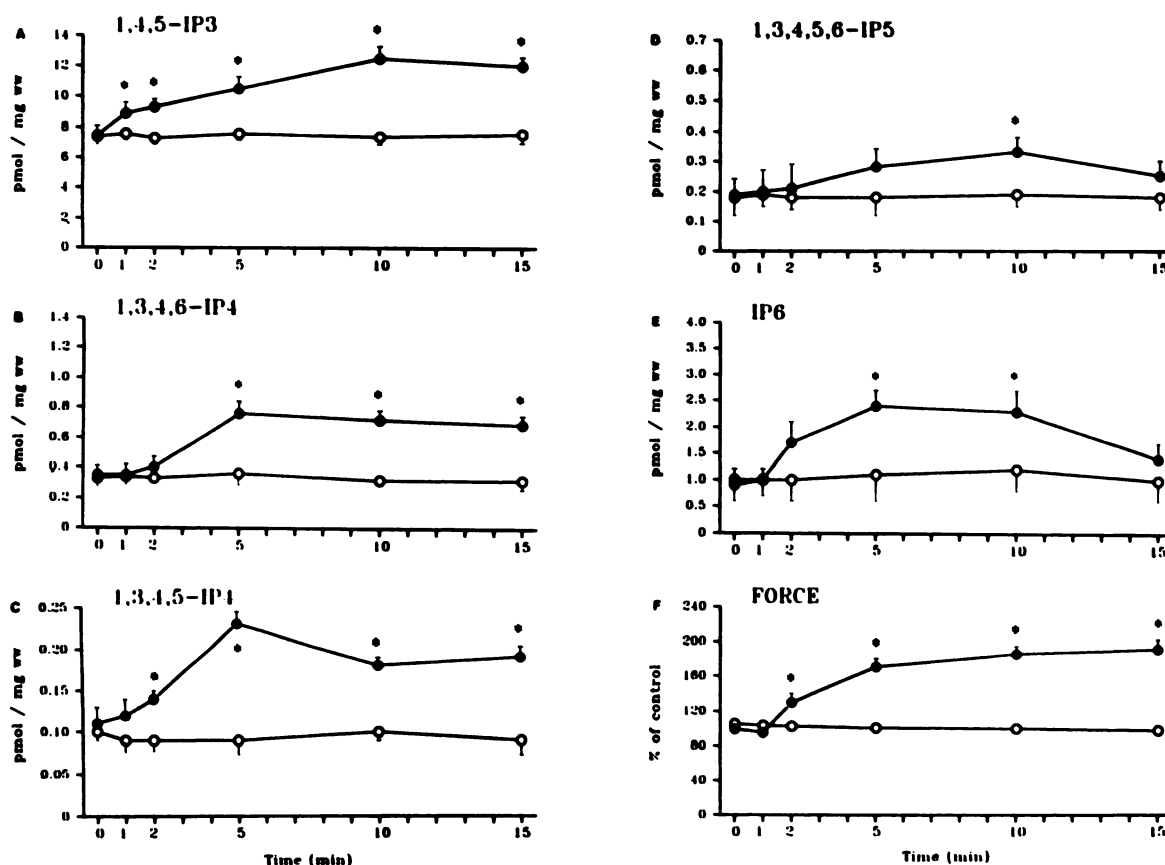 A 1,4,5-IP3
pmol / mg ww
14
12
10
8
6
4
2
0
0 1 2 5 10 15
B 1,3,4,6-IP4
pmol / mg ww
1.4
1.2
1.0
0.8
0.6
0.4
0.2
0
0 1 2 5 10 15
C 1,3,4,5-IP4
pmol / mg ww
0.25
0.20
0.15
0.10
0.05
0
0 1 2 5 10 15
Time (min)
D 1,3,4,5,6-IP5
pmol / mg ww
0.7
0.6
0.5
0.4
0.3
0.2
0.1
0
0 1 2 5 10 15
E IP6
pmol / mg ww
4.0
3.5
3.0
2.5
2.0
1.5
1.0
0.5
0
0 1 2 5 10 15
F FORCE
% of control
240
200
160
120
80
40
0
0 1 2 5 10 15
Time (min)